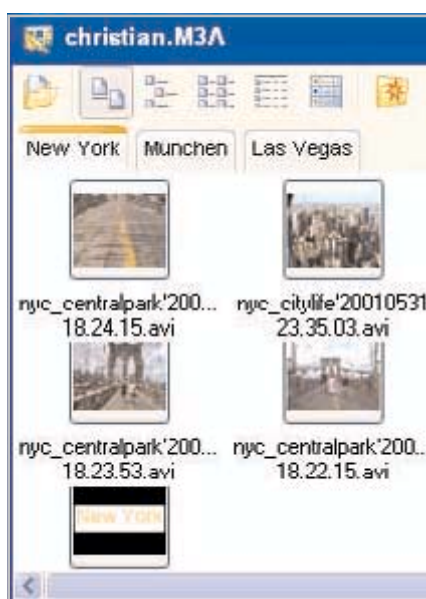 christian.M3A
New York
Munchen
Las Vegas
nyc_centralpark'200...
18.24.15.avi
nyc_citylife'20010531
23.35.03.avi
nyc_centralpark'200...
18.23.53.avi
nyc_centralpark'200..
18.22.15.avi
New York